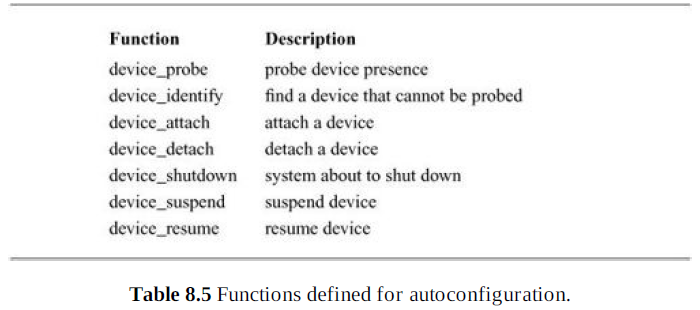 Function Description
device_probe probe device presence
device_identify find a device that cannot be probed
device_attach attach a device
device_detach detach a device
device_shutdown system about to shut down
device_suspend suspend device
device_resume resume device
Table 8.5 Functions defined for autoconfiguration.